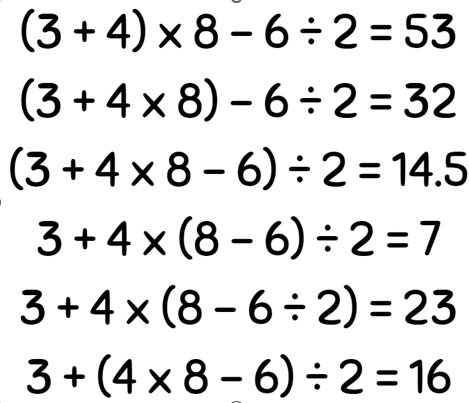 (3 + 4) × 8 – 6 ÷ 2 = 53
(3 + 4 × 8) – 6 ÷ 2 = 32
(3 + 4 × 8 – 6) ÷ 2 = 14.5
3 + 4 × (8 – 6) ÷ 2 = 7
3 + 4 × (8 – 6 ÷ 2) = 23
3 + (4 × 8 – 6) ÷ 2 = 16